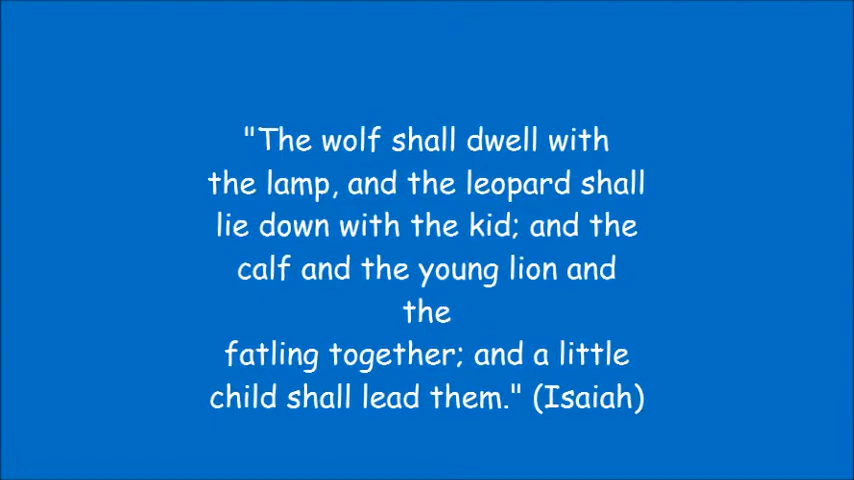 "The wolf shall dwell with
the lamp, and the leopard shall
lie down with the kid; and the
calf and the young lion and
the
fatling together; and a little
child shall lead them." (Isaiah)